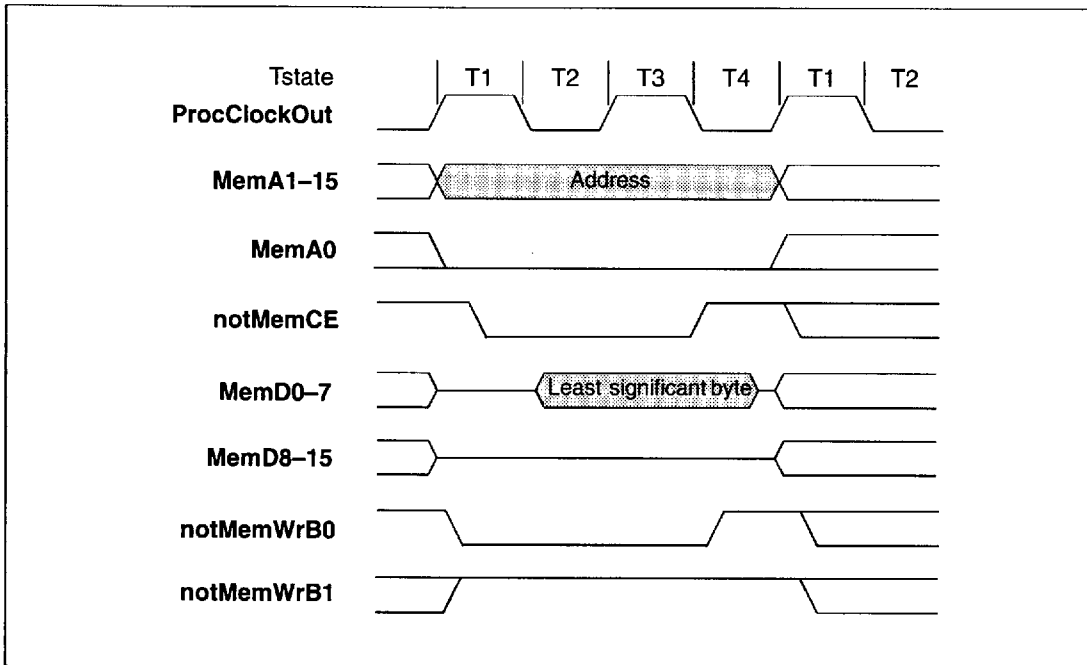 Tstate T1 T2 T3 T4 T1 T2
ProcClockOut
MemA1–15 Address
MemA0
notMemCE
MemD0–7 Least significant byte
MemD8–15
notMemWrB0
notMemWrB1